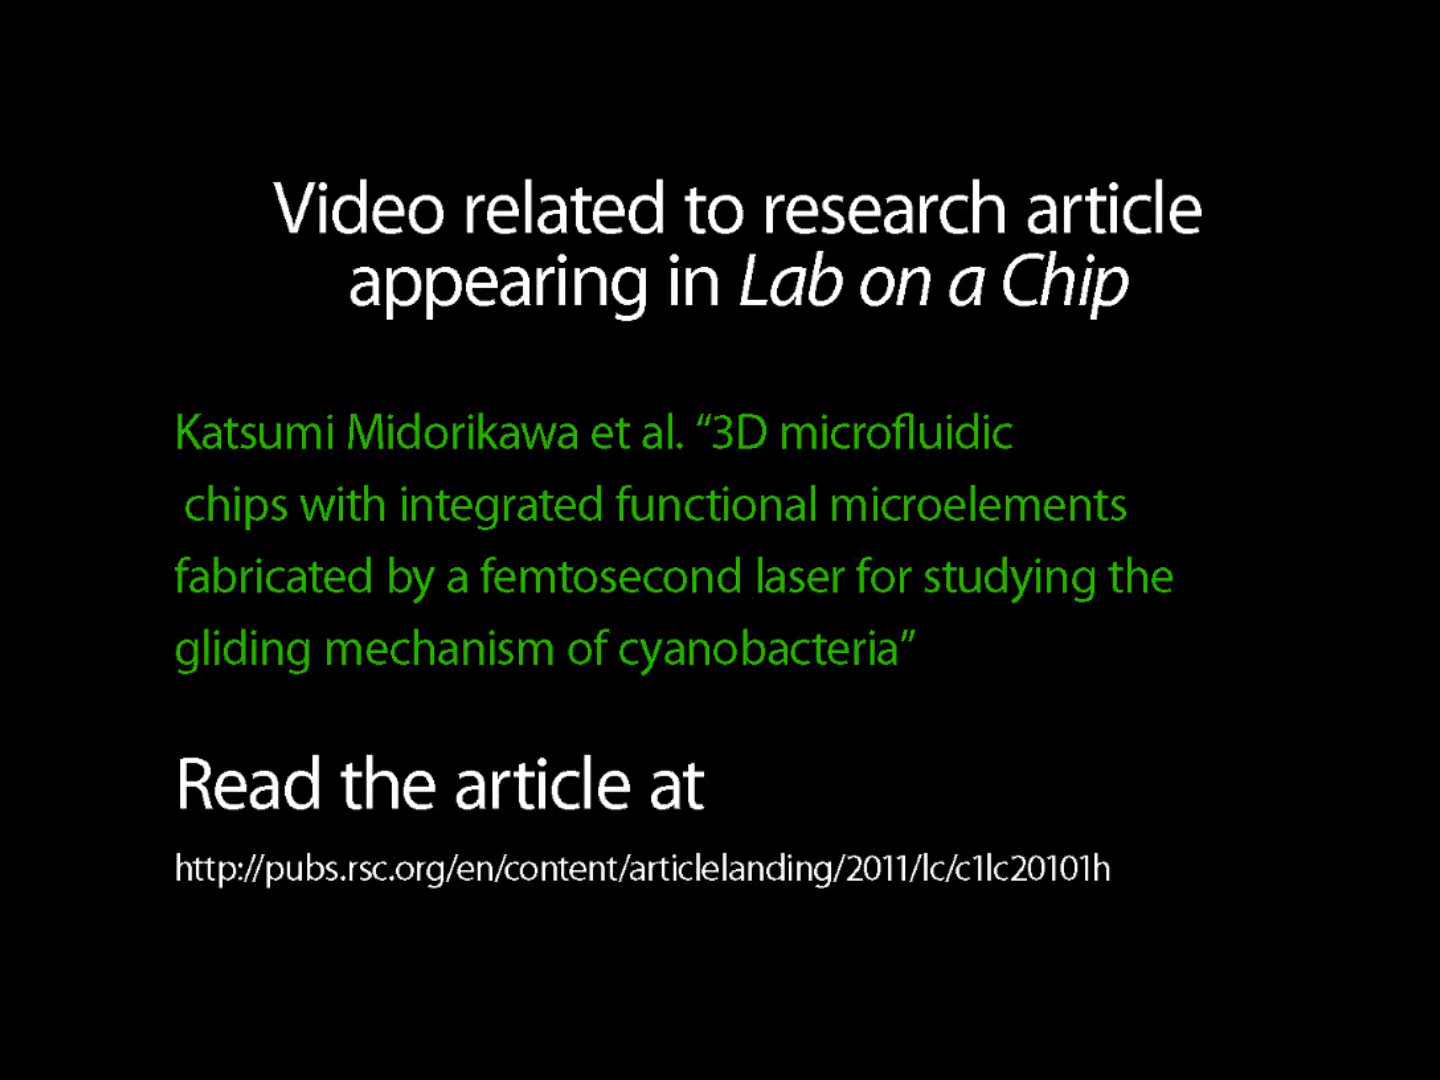 Video related to research article
appearing in Lab on a Chip
Katsumi Midorikawa et al. “3D microfluidic
chips with integrated functional microelements
fabricated by a femtosecond laser for studying the
gliding mechanism of cyanobacteria”
Read the article at
http://pubs.rsc.org/en/content/articlelanding/2011/lc/c1lc20101h